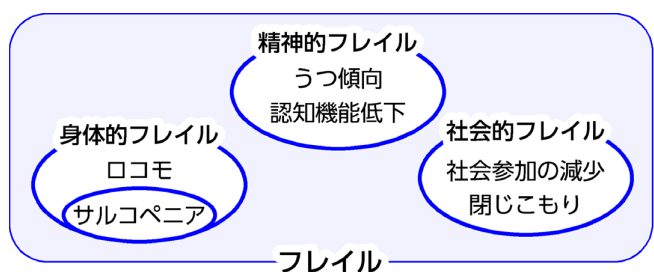 精神的フレイル
うつ傾向
認知機能低下
身体的フレイル
ロコモ
サルコペニア
社会的フレイル
社会参加の減少
閉じこもり
フレイル